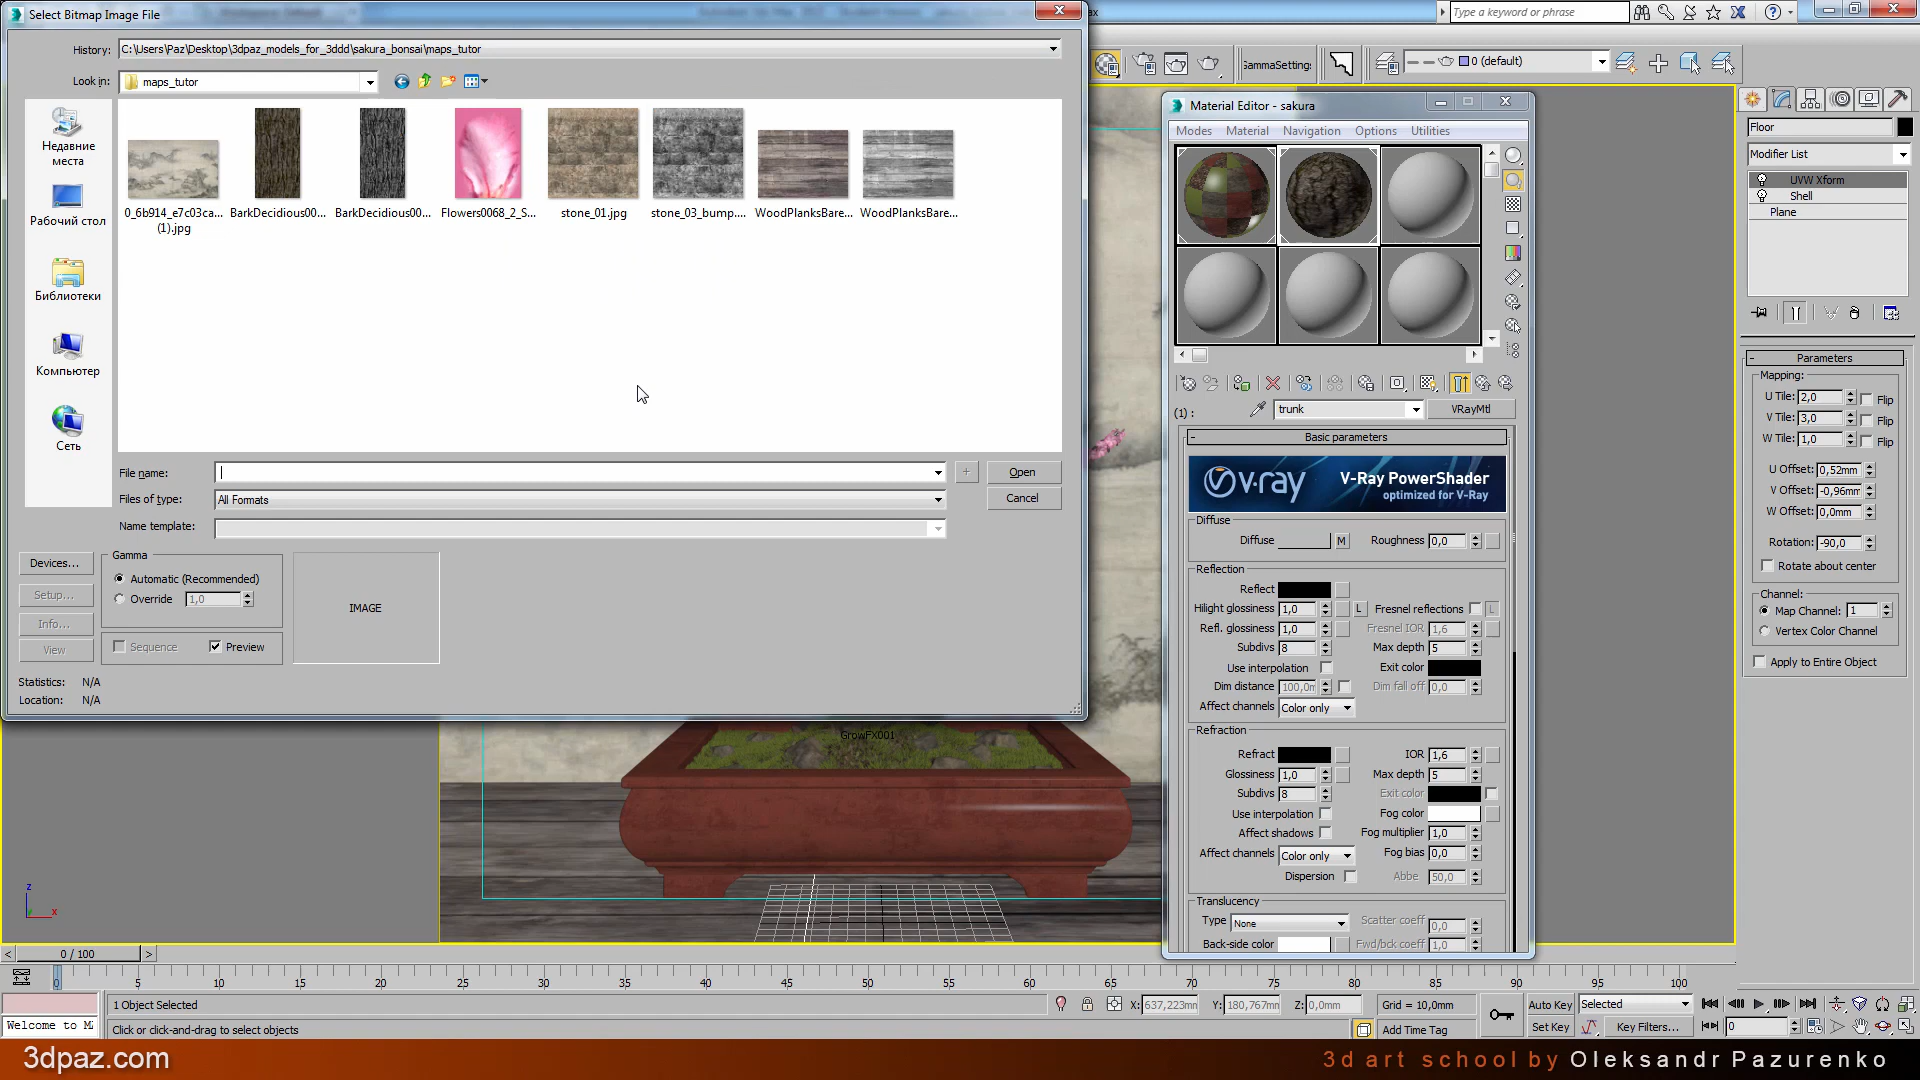 Select Bitmap Image File
History: C:\Users\Paz\Desktop\3dpaz_models_for_3ddd\sakura_bonsai\maps_tutor
Look in: maps_tutor
Недавние места
Рабочий стол
Библиотеки
Компьютер
Сеть
0_6b914_e7c03ca... (1).jpg
BarkDecidious00...
BarkDecidious00...
Flowers0068_2_S...
stone_01.jpg
stone_03_bump....
WoodPlanksBare...
WoodPlanksBare...
File name:
Open
Files of type: All Formats
Cancel
Name template:
Devices...
Setup...
Info...
View
Gamma
Automatic (Recommended)
Override 1,0
Sequence
Preview
IMAGE
Statistics: N/A
Location: N/A
GrowFX001
Type a keyword or phrase
GammaSetting:
0 (default)
Material Editor - sakura
Modes Material Navigation Options Utilities
(1) : trunk VRayMtl
Basic parameters
v·ray
V-Ray PowerShader
optimized for V-Ray
Diffuse
Diffuse M Roughness 0,0
Reflection
Reflect
Hilight glossiness 1,0 L Fresnel reflections L
Refl. glossiness 1,0 Fresnel IOR 1,6
Subdivs 8 Max depth 5
Use interpolation Exit color
Dim distance 100,0m Dim fall off 0,0
Affect channels Color only
Refraction
Refract IOR 1,6
Glossiness 1,0 Max depth 5
Subdivs 8 Exit color
Use interpolation Fog color
Affect shadows Fog multiplier 1,0
Affect channels Color only Fog bias 0,0
Dispersion Abbe 50,0
Translucency
Type None Scatter coeff 0,0
Back-side color Fwd/bck coeff 1,0
Floor
Modifier List
UVW Xform
Shell
Plane
Parameters
Mapping:
U Tile: 2,0 Flip
V Tile: 3,0 Flip
W Tile: 1,0 Flip
U Offset: 0,52mm
V Offset: -0,96mm
W Offset: 0,0mm
Rotation: -90,0
Rotate about center
Channel:
Map Channel: 1
Vertex Color Channel
Apply to Entire Object
z
x
< 0 / 100 >
0 5 10 15 20 25 30 35 40 45 50 55 60 65 70 75 80 85 90 95 100
1 Object Selected
X: 637,223mm Y: 180,767mm Z: 0,0mm Grid = 10,0mm
Auto Key Selected
Welcome to M
Click or click-and-drag to select objects
Add Time Tag
Set Key Key Filters... 0
3dpaz.com
3d art school by Oleksandr Pazurenko